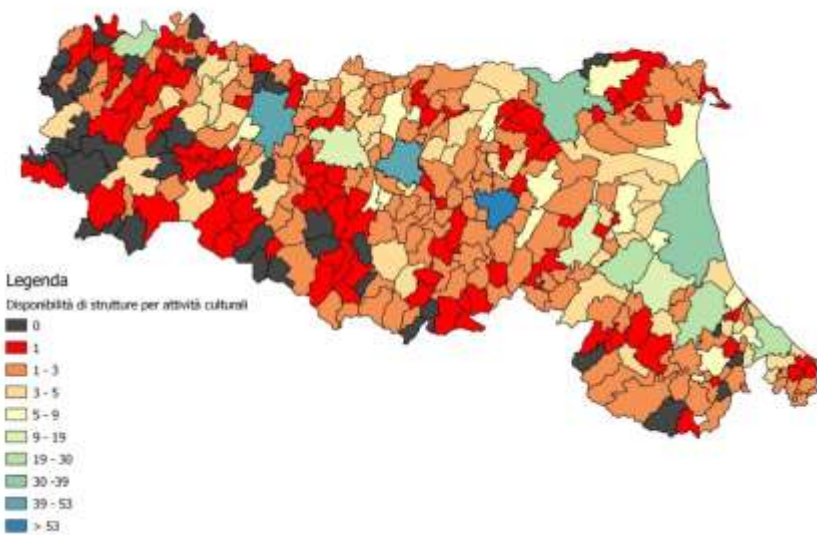 Legenda
Disponibilità di strutture per attività culturali
0
1
1 - 3
3 - 5
5 - 9
9 - 19
19 - 30
30 -39
39 - 53
> 53